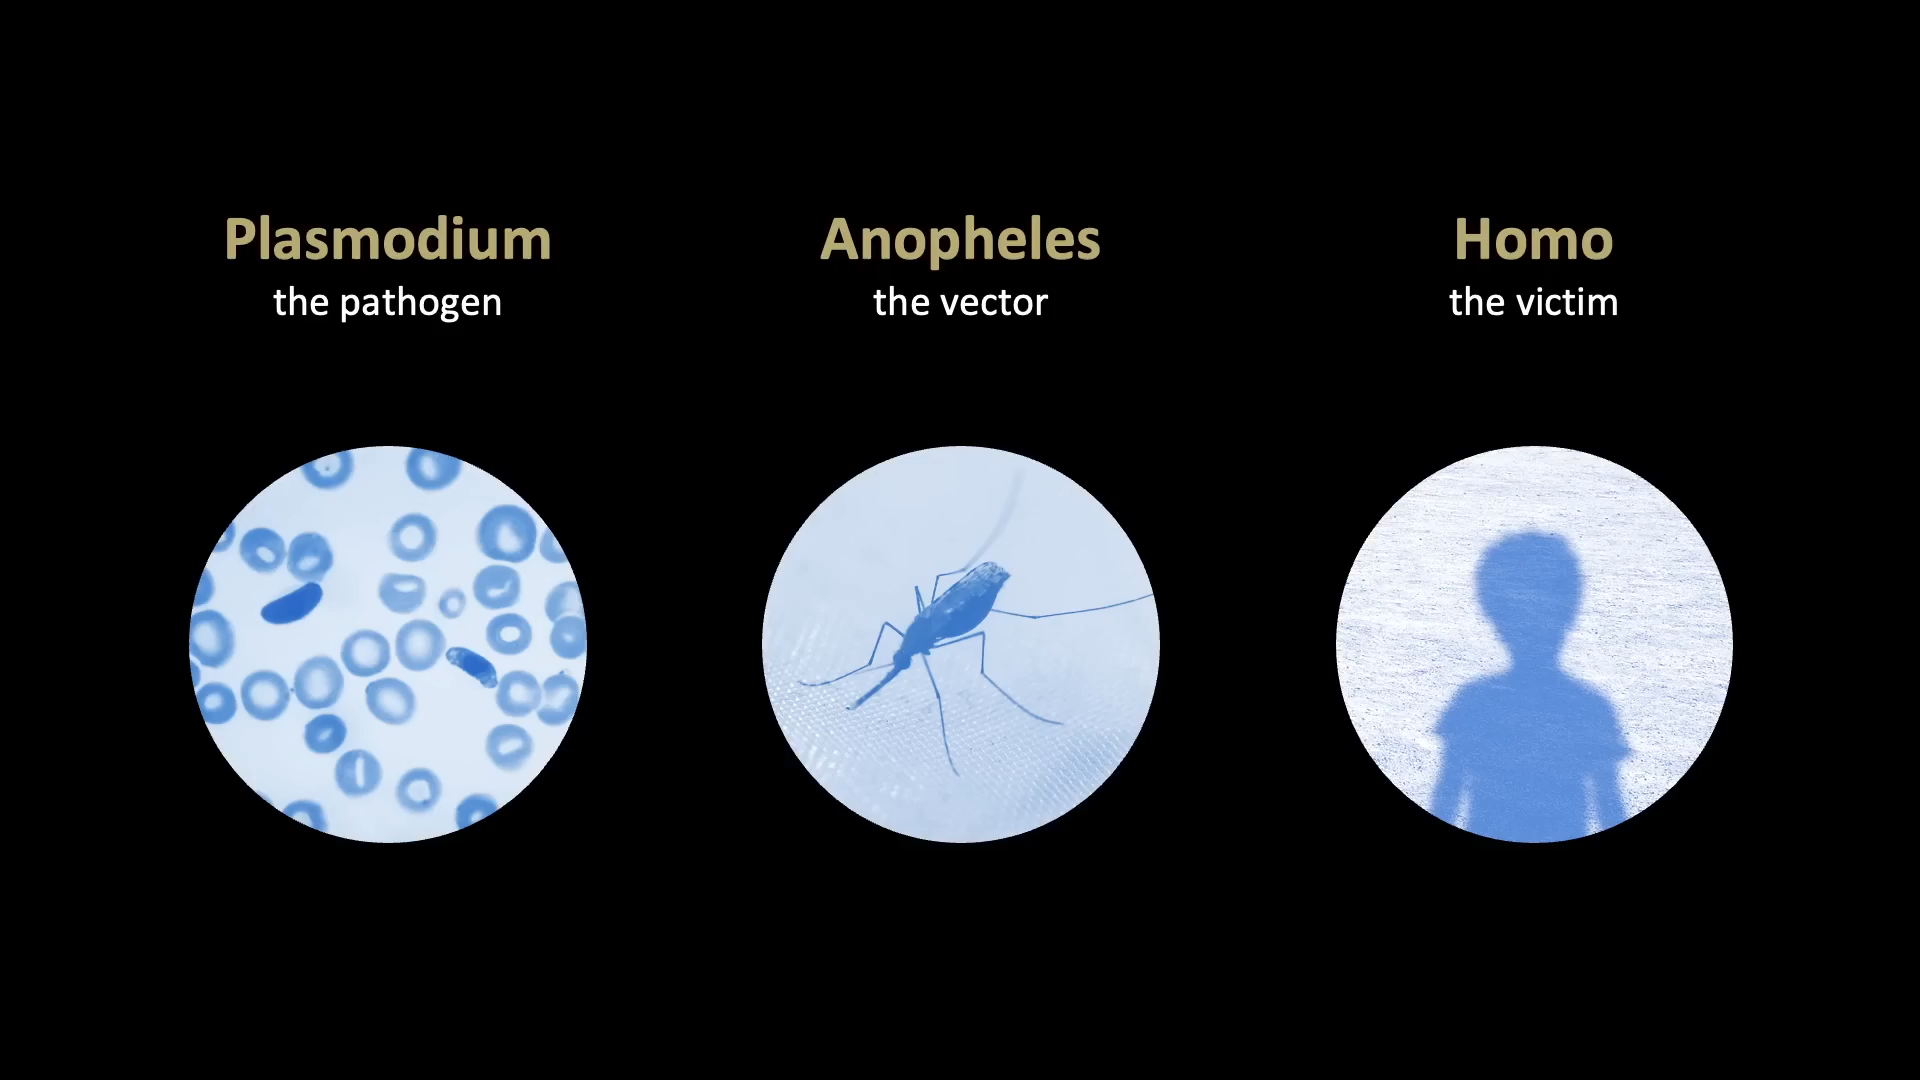 Plasmodium
the pathogen
Anopheles
the vector
Homo
the victim